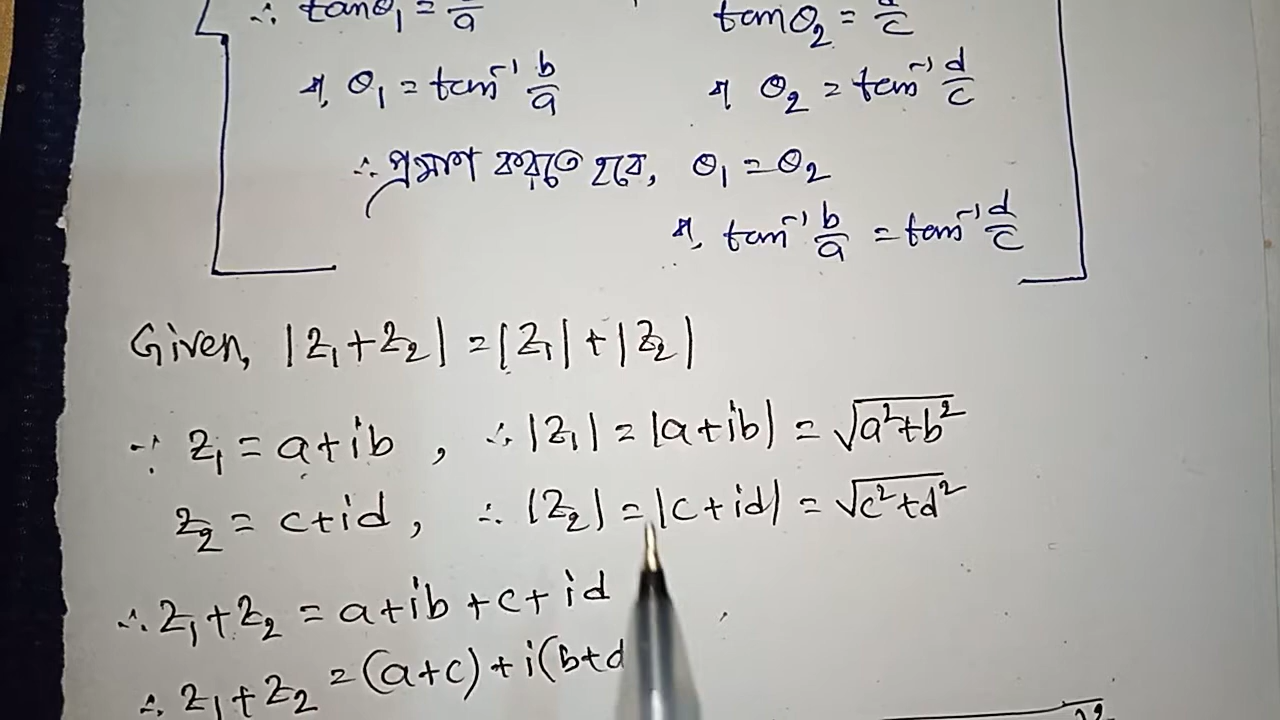 ∴ tanθ₁ = b/a tanθ₂ = d/c
বা, θ₁ = tan⁻¹ b/a বা θ₂ = tan⁻¹ d/c
∴ প্রমাণ করতে হবে, θ₁ = θ₂
বা, tan⁻¹ b/a = tan⁻¹ d/c
Given, |z₁+z₂| = |z₁| + |z₂|
∵ z₁ = a+ib, ∴ |z₁| = |a+ib| = √(a²+b²)
z₂ = c+id, ∴ |z₂| = |c+id| = √(c²+d²)
∴ z₁+z₂ = a+ib+c+id
∴ z₁+z₂ = (a+c)+i(b+d